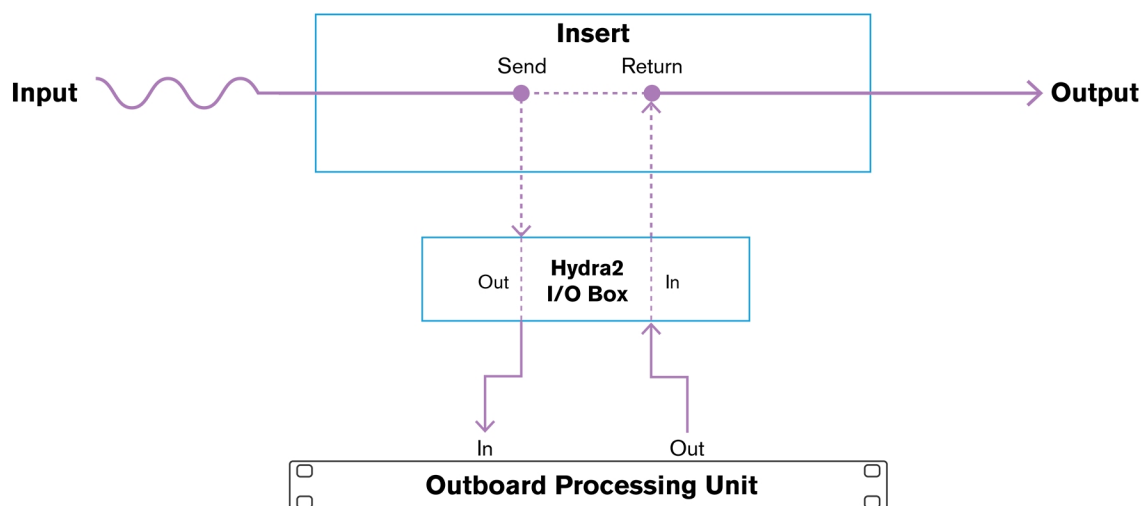 Insert
Send
Return
Input
Output
Out
Hydra2
I/O Box
In
In
Out
Outboard Processing Unit